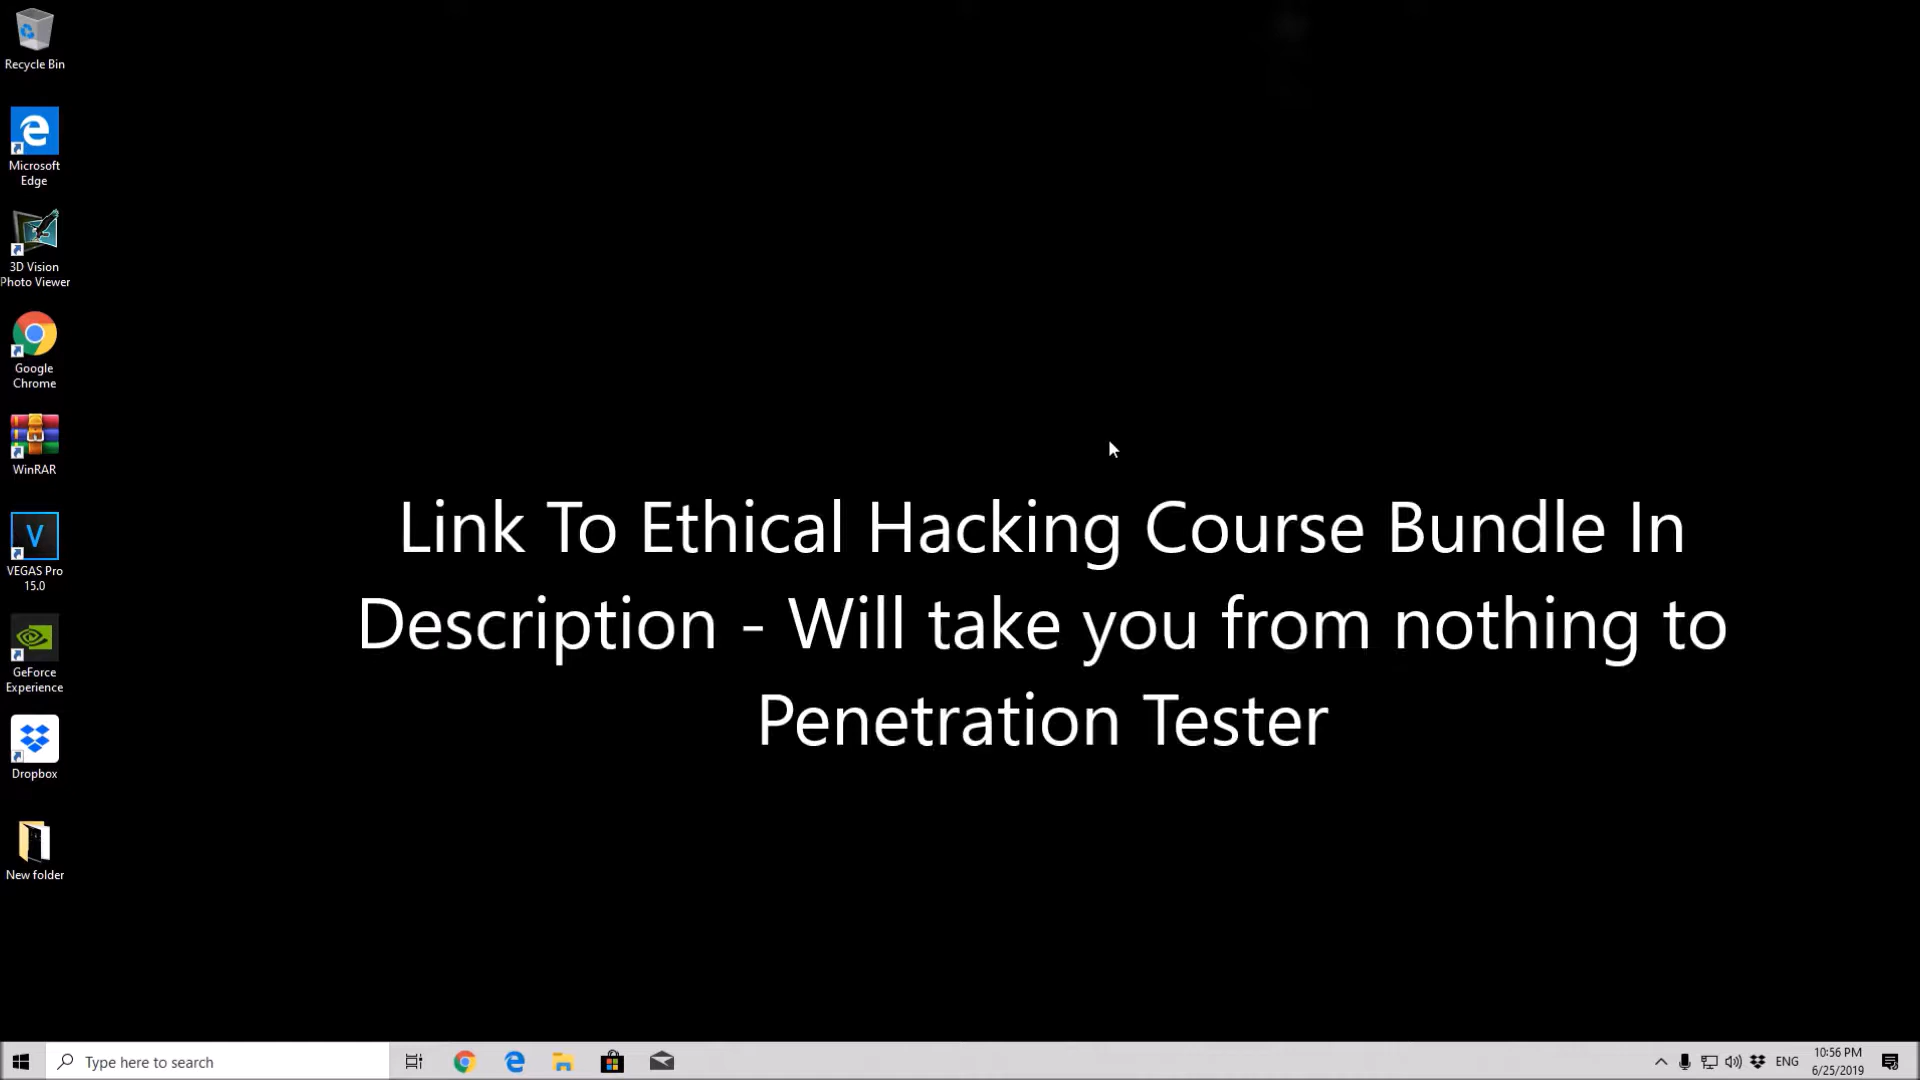 Recycle Bin
Microsoft
Edge
3D Vision
Photo Viewer
Google
Chrome
WinRAR
VEGAS Pro
15.0
GeForce
Experience
Dropbox
New folder
Link To Ethical Hacking Course Bundle In
Description - Will take you from nothing to
Penetration Tester
Type here to search
ENG
10:56 PM
6/25/2019